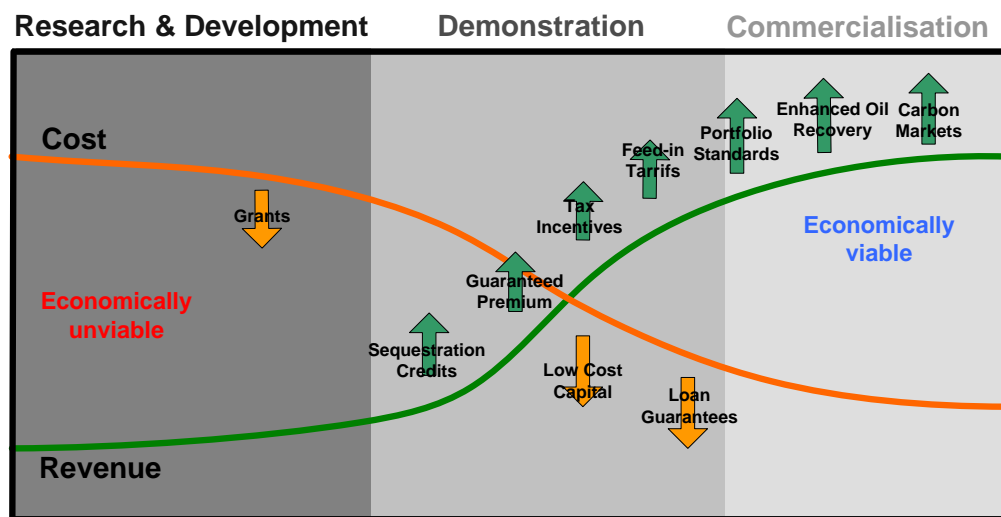 Research & Development
Demonstration
Commercialisation
Cost
Grants
Economically
unviable
Revenue
Sequestration
Credits
Guaranteed
Premium
Tax
Incentives
Feed-in
Tarrifs
Low Cost
Capital
Loan
Guarantees
Portfolio
Standards
Enhanced Oil
Recovery
Carbon
Markets
Economically
viable